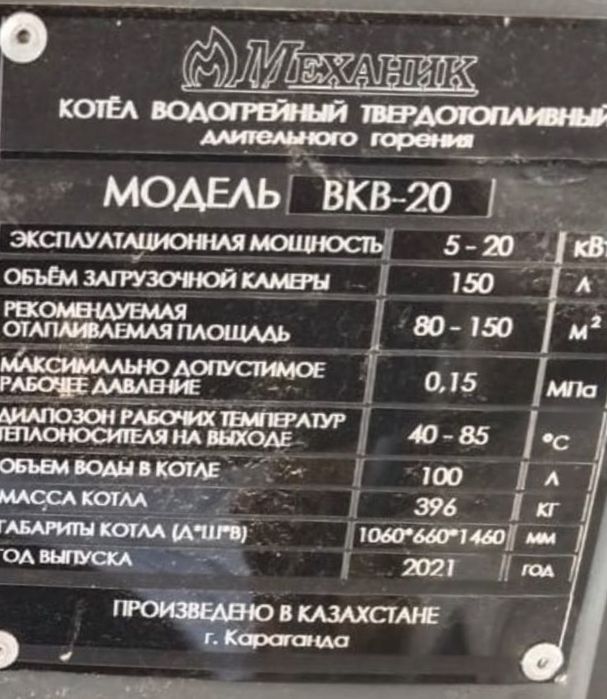 МЕХАНИК
КОТЁЛ ВОДОГРЕЙНЫЙ ТВЕРДОТОПЛИВНЫЙ
ДЛИТЕЛЬНОГО ГОРЕНИЯ
МОДЕЛЬ ВКВ-20
ЭКСПЛУАТАЦИОННАЯ МОЩНОСТЬ 5 - 20 кВт
ОБЪЁМ ЗАГРУЗОЧНОЙ КАМЕРЫ 150 Л
РЕКОМЕНДУЕМАЯ
ОТАПЛИВАЕМАЯ ПЛОЩАДЬ 80 - 150 М²
МАКСИМАЛЬНО ДОПУСТИМОЕ
РАБОЧЕЕ ДАВЛЕНИЕ 0,15 МПа
ДИАПОЗОН РАБОЧИХ ТЕМПЕРАТУР
ТЕПЛОНОСИТЕЛЯ НА ВЫХОДЕ 40 - 85 °С
ОБЪЕМ ВОДЫ В КОТЛЕ 100 Л
МАССА КОТЛА 396 КГ
ГАБАРИТЫ КОТЛА (Д*Ш*В) 1060*660*1460 ММ
ГОД ВЫПУСКА 2021 ГОД
ПРОИЗВЕДЕНО В КАЗАХСТАНЕ
г. Караганда